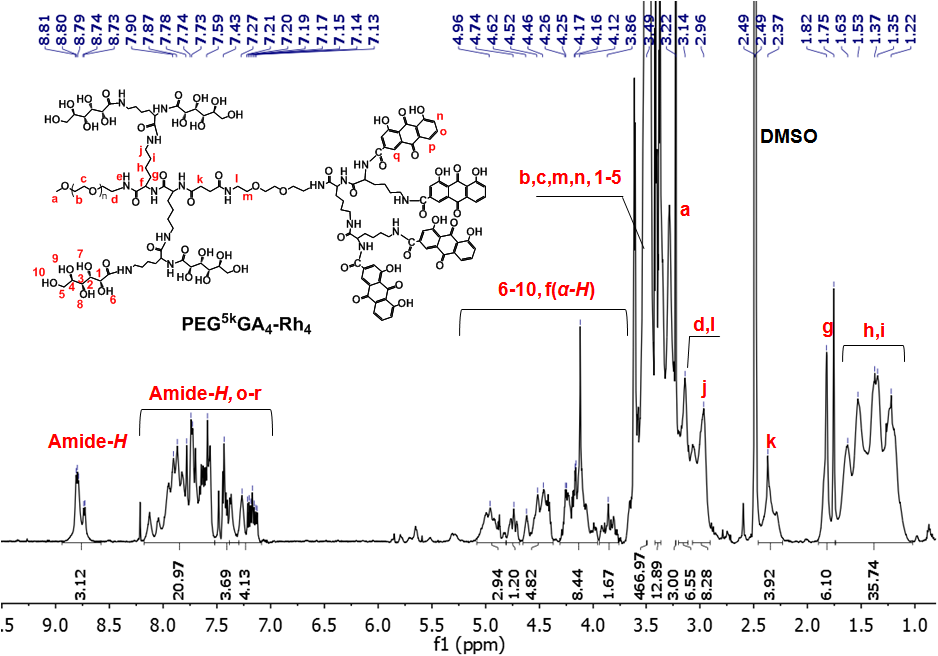 8.81 8.80 8.79 8.74 8.73 7.90 7.87 7.78 7.74 7.73 7.59 7.43 7.27 7.21 7.20 7.19 7.17 7.15 7.14 7.13 4.96 4.74 4.62 4.52 4.46 4.26 4.25 4.17 4.16 4.12 3.86 3.49 3.22 3.14 2.96 2.49 2.49 2.37 1.82 1.75 1.63 1.53 1.37 1.35 1.22
DMSO
b,c,m,n, 1-5
a
6-10, f(α-H)
PEG5kGA4-Rh4
d,l
g
h,i
j
Amide-H, o-r
Amide-H
k
3.12 20.97 3.69 4.13 2.94 1.20 4.82 8.44 1.67 466.97 12.89 3.00 6.55 8.28 3.92 6.10 35.74
.5 9.0 8.5 8.0 7.5 7.0 6.5 6.0 5.5 5.0 4.5 4.0 3.5 3.0 2.5 2.0 1.5 1.0
f1 (ppm)